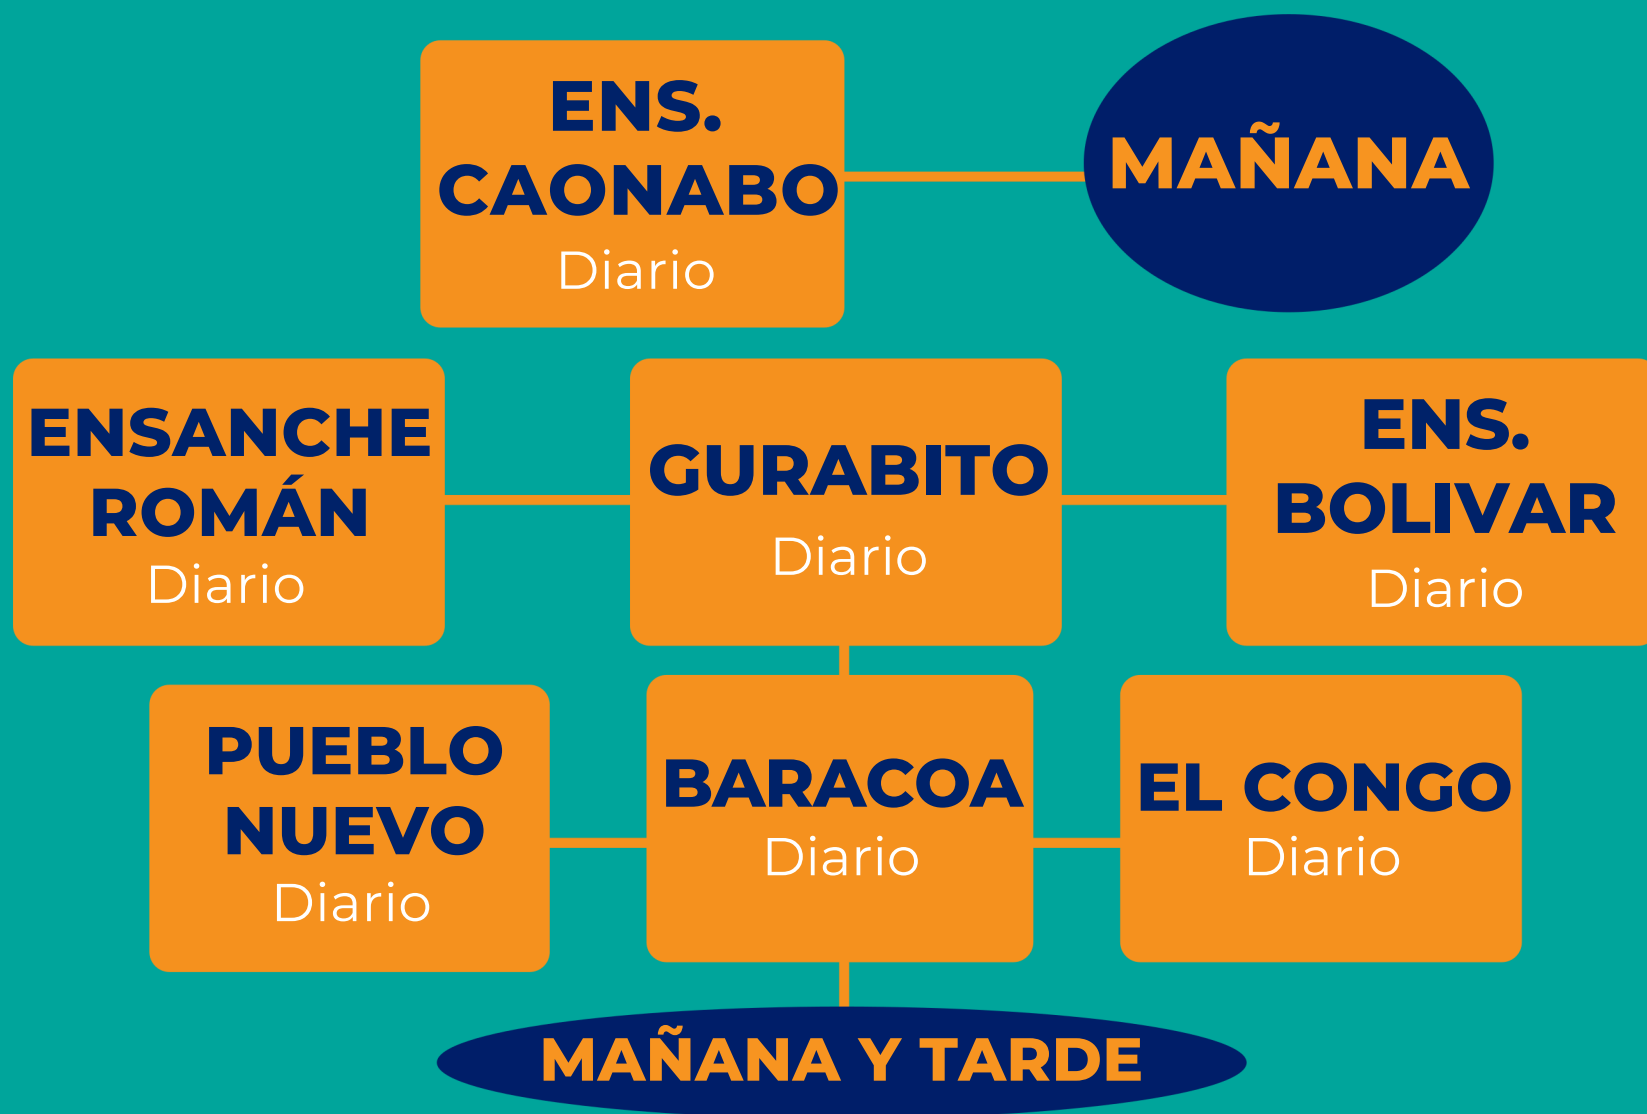 ENS.
CAONABO
Diario
MAÑANA
ENSANCHE
ROMÁN
Diario
GURABITO
Diario
ENS.
BOLIVAR
Diario
PUEBLO
NUEVO
Diario
BARACOA
Diario
EL CONGO
Diario
MAÑANA Y TARDE